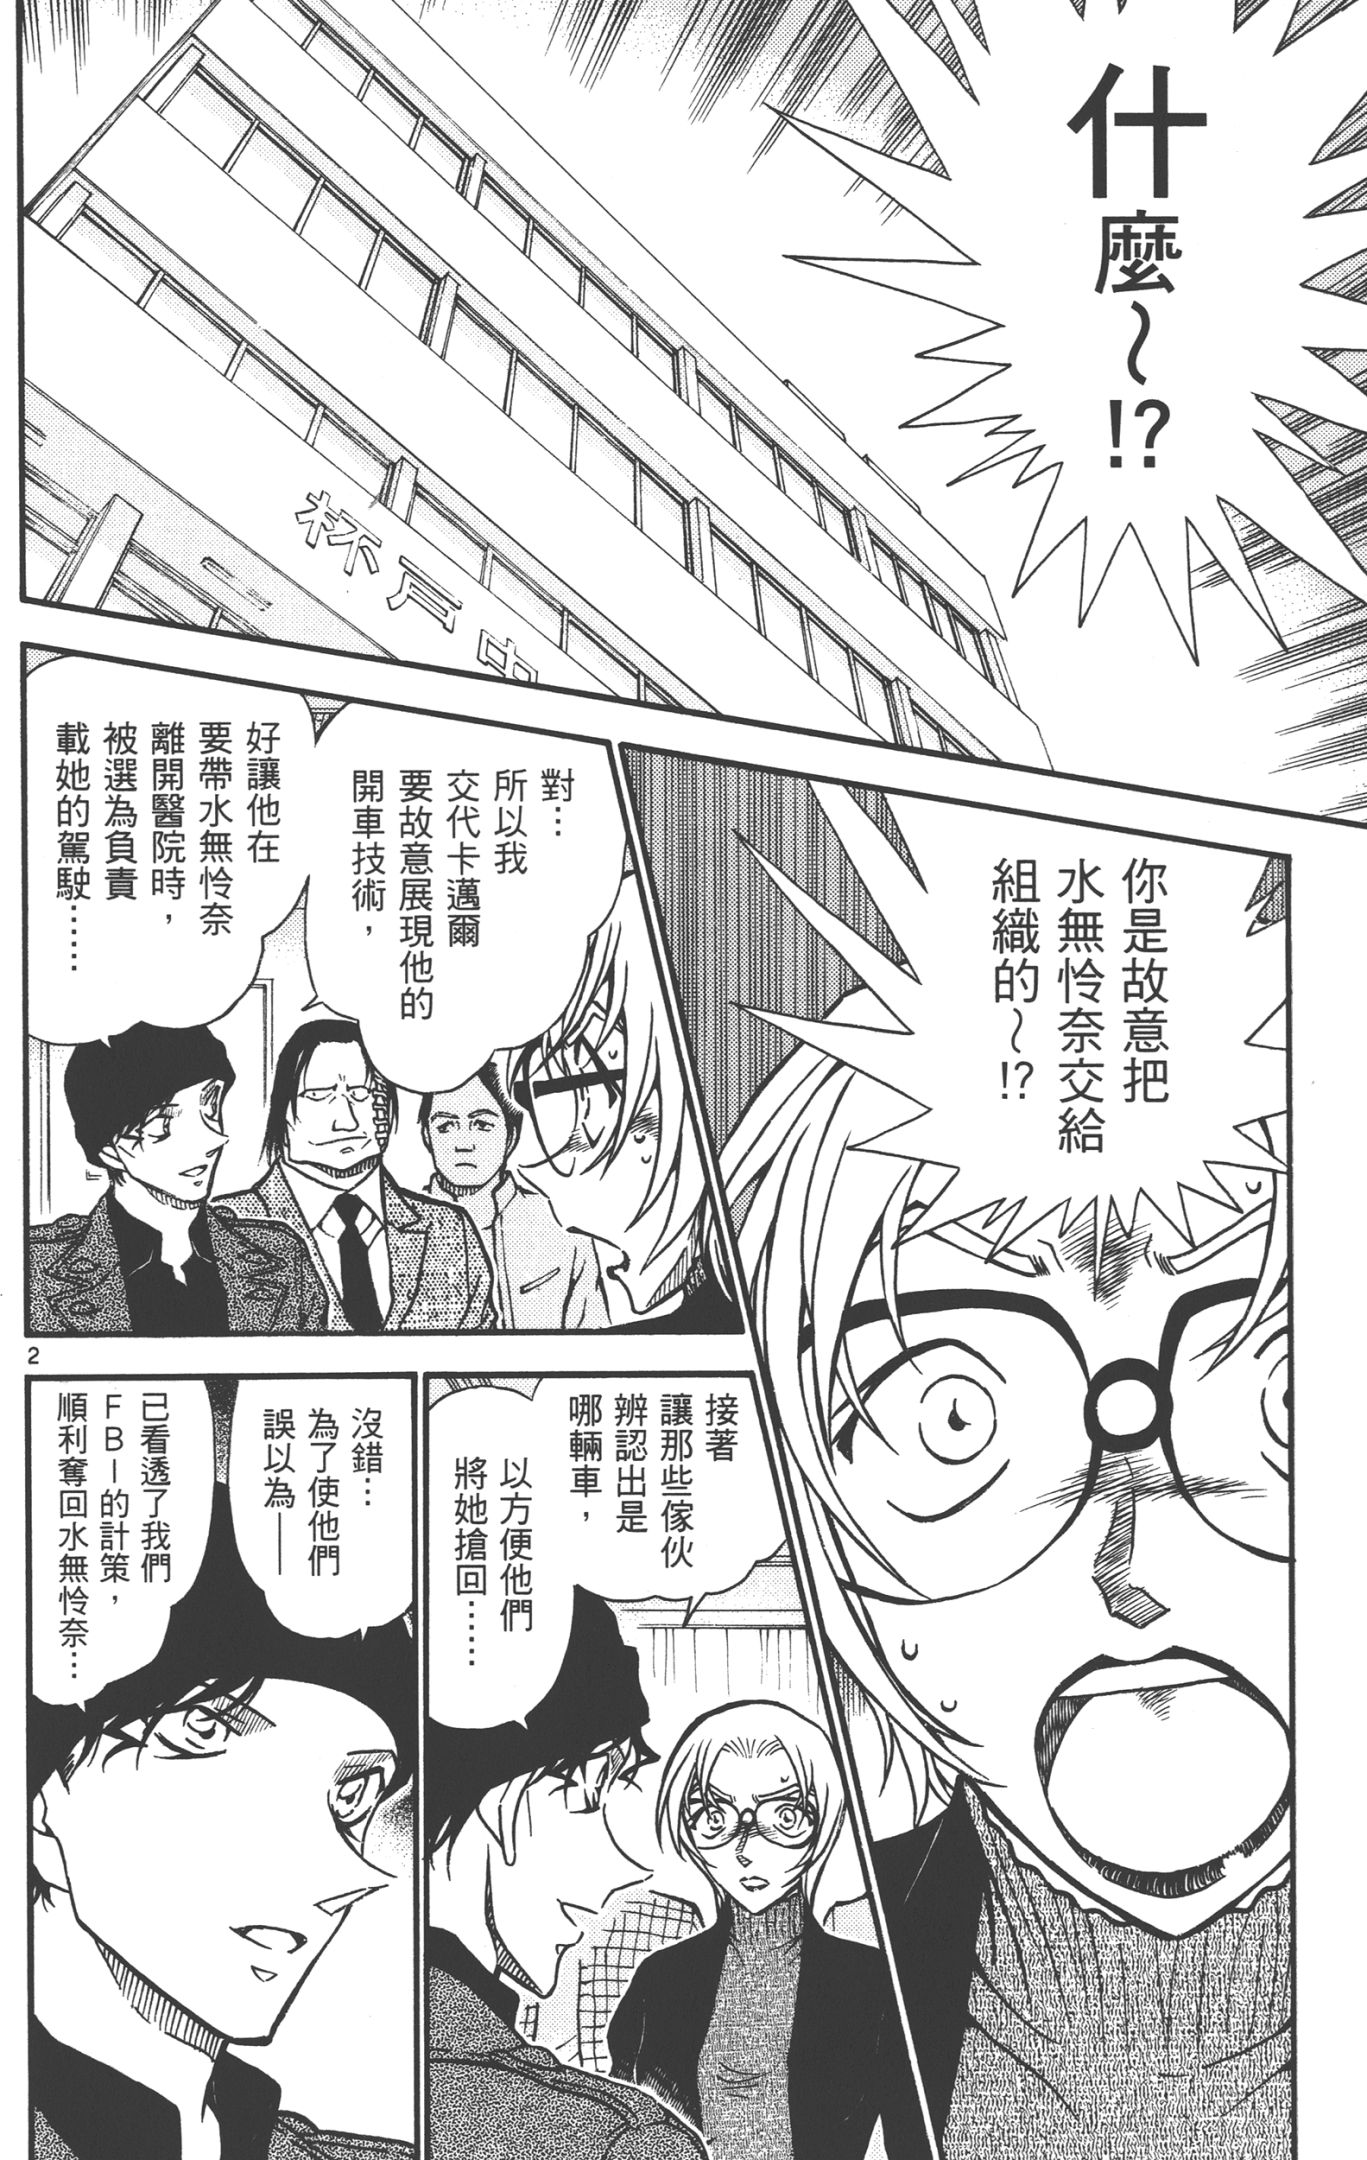 什
麼
～
!?
杯戸中
你是故意把
水無怜奈交給
組織的～!?
對…
所以我
交代卡邁爾
要故意展現他的
開車技術，
好讓他在
要帶水無怜奈
離開醫院時，
被選為負責
載她的駕駛……
接著
讓那些傢伙
辨認出是
哪輛車，
以方便他們
將她搶回……
沒錯…
為了使他們
誤以為——
已看透了我們
FBI的計策，
順利奪回水無怜奈…
2